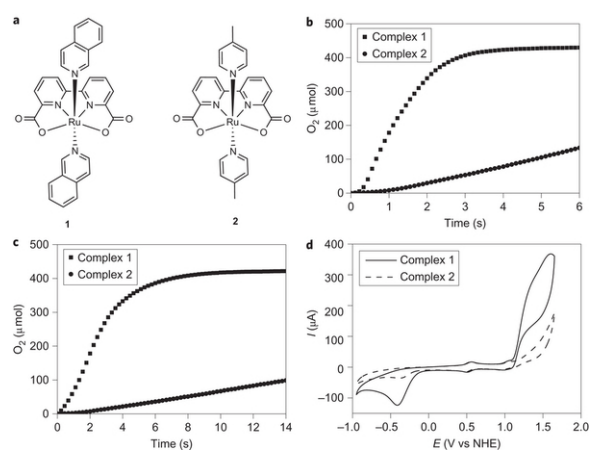 a
N
N N
Ru
O O
O O
N
1
N
N N
Ru
O O
O O
N
2
b
Complex 1
Complex 2
O2 (μmol)
500
400
300
200
100
0
0 1 2 3 4 5 6
Time (s)
c
Complex 1
Complex 2
O2 (μmol)
500
400
300
200
100
0
0 2 4 6 8 10 12 14
Time (s)
d
Complex 1
Complex 2
I (μA)
400
300
200
100
0
−100
−1.0 −0.5 0.0 0.5 1.0 1.5 2.0
E (V vs NHE)